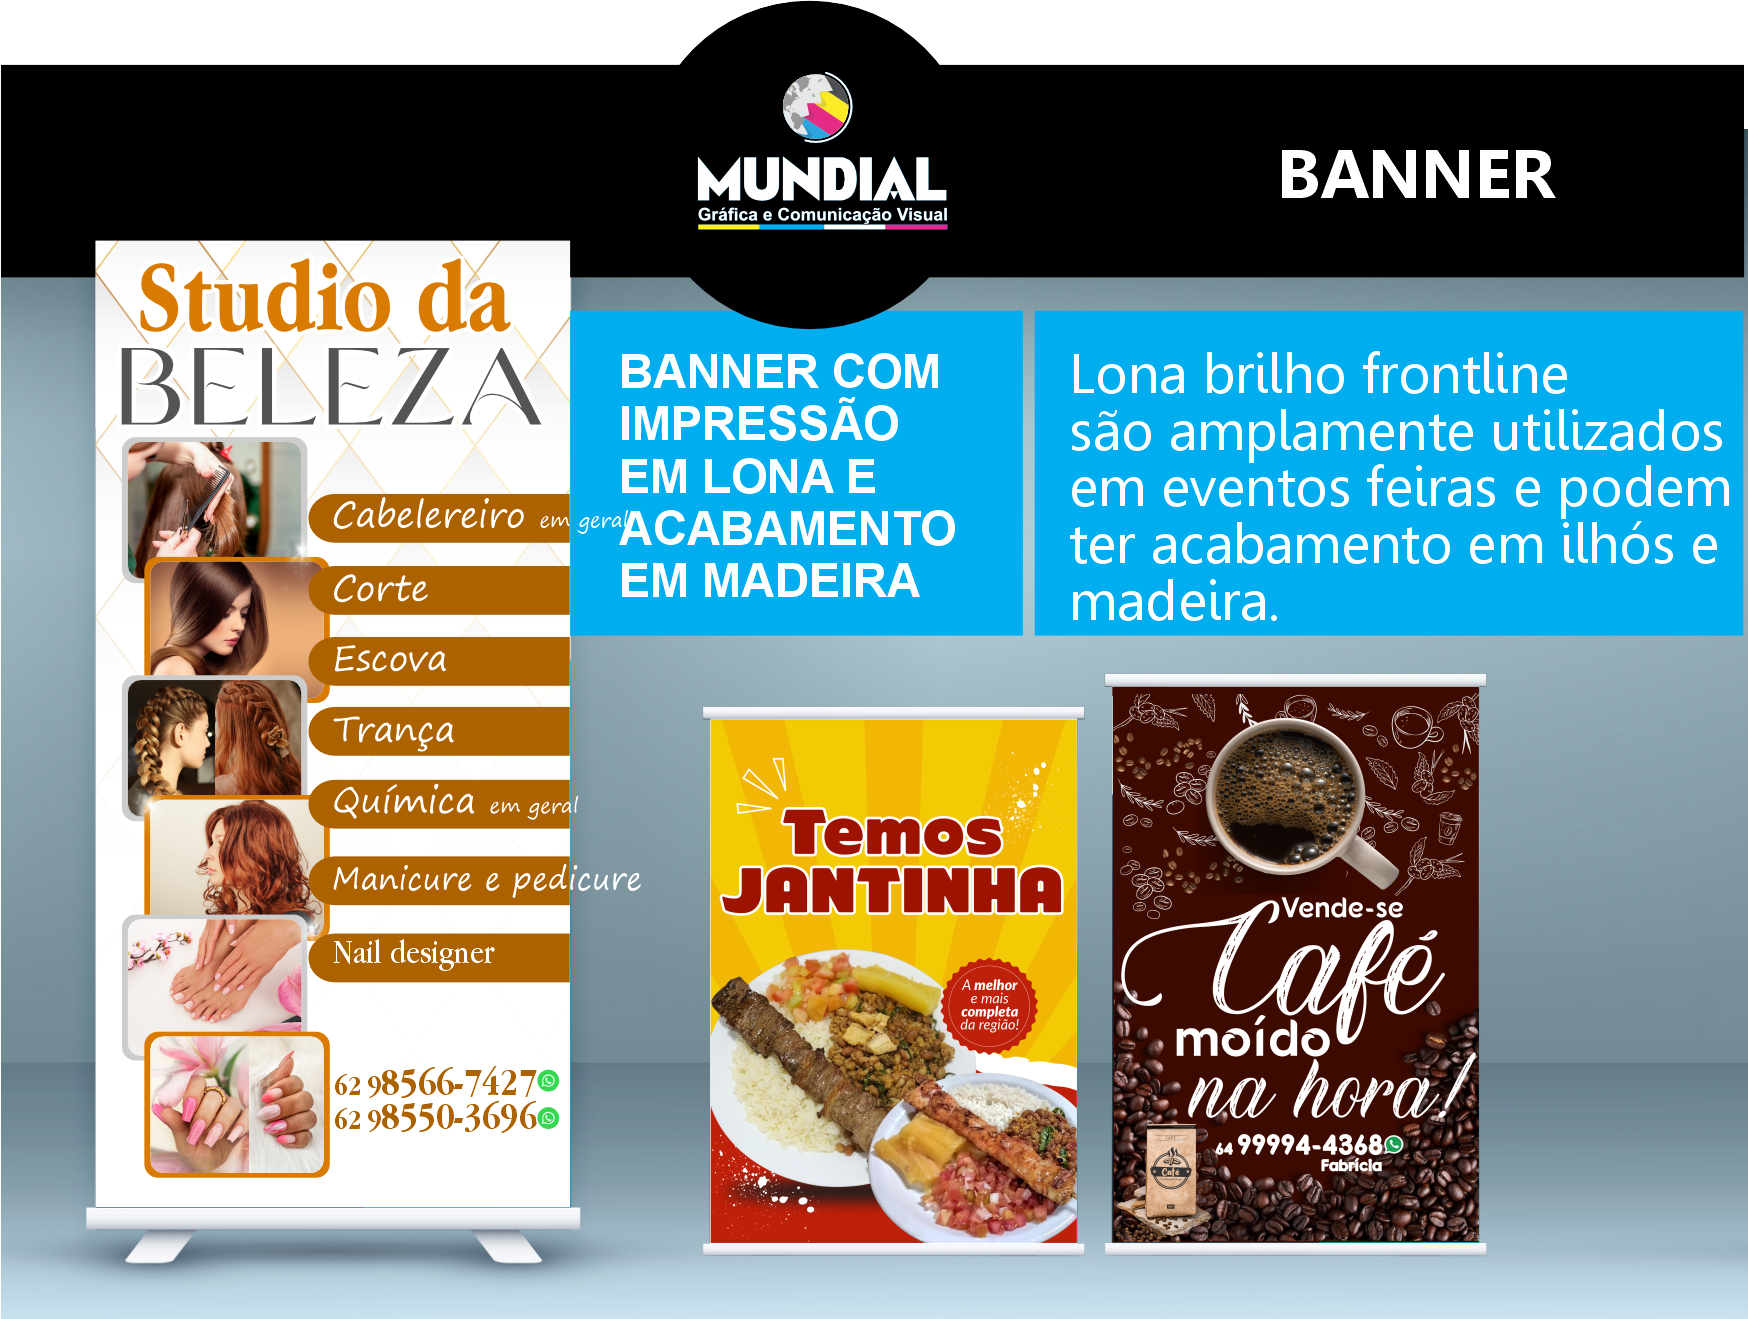 MUNDIAL
Gráfica e Comunicação Visual
BANNER
Studio da
BELEZA
Cabelereiro em geral
Corte
Escova
Trança
Química em geral
Manicure e pedicure
Nail designer
62 98566-7427
62 98550-3696
BANNER COM
IMPRESSÃO
EM LONA E
ACABAMENTO
EM MADEIRA
Lona brilho frontline
são amplamente utilizados
em eventos feiras e podem
ter acabamento em ilhós e
madeira.
Temos
JANTINHA
A melhor
e mais
completa
da região!
Vende-se
Café
moído
na hora!
64 99994-4368
Fabrícia
Café